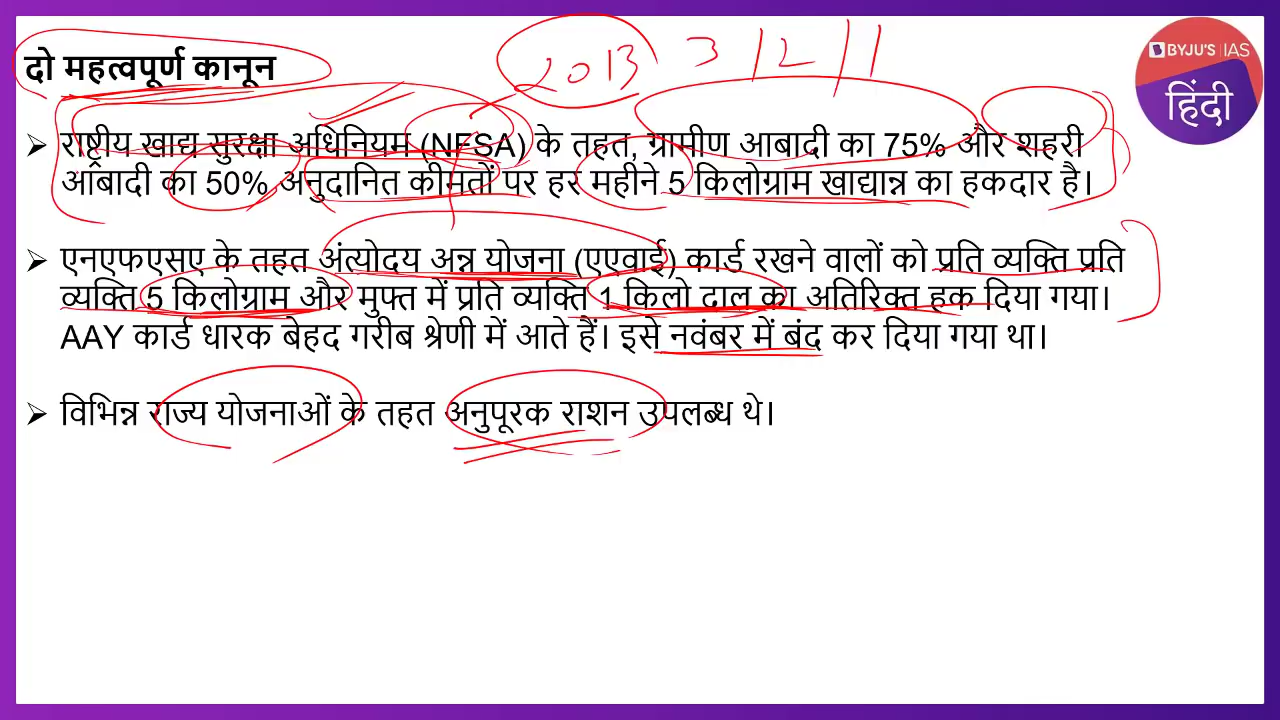 दो महत्वपूर्ण कानून
2013 3/2/1
BYJU'S IAS
हिंदी
➢ राष्ट्रीय खाद्य सुरक्षा अधिनियम (NFSA) के तहत, ग्रामीण आबादी का 75% और शहरी
आबादी का 50%, अनुदानित कीमतों पर हर महीने 5 किलोग्राम खाद्यान्न का हकदार है।
➢ एनएफएसए के तहत अंत्योदय अन्न योजना (एएवाई) कार्ड रखने वालों को प्रति व्यक्ति प्रति
व्यक्ति 5 किलोग्राम और मुफ्त में प्रति व्यक्ति 1 किलो दाल का अतिरिक्त हक दिया गया।
AAY कार्ड धारक बेहद गरीब श्रेणी में आते हैं। इसे नवंबर में बंद कर दिया गया था।
➢ विभिन्न राज्य योजनाओं के तहत अनुपूरक राशन उपलब्ध थे।